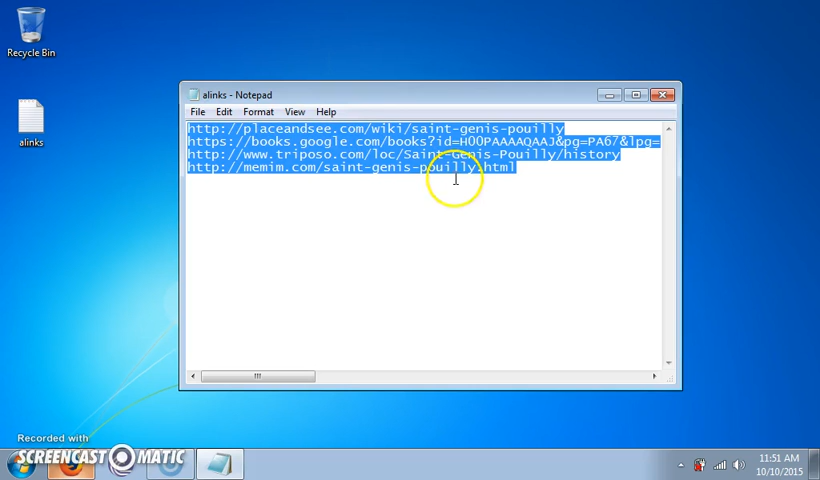 Recycle Bin
alinks
alinks - Notepad
File Edit Format View Help
http://placeandsee.com/wiki/saint-genis-pouilly
https://books.google.com/books?id=H0OPAAAAQAAJ&pg=PA67&lpg=
http://www.triposo.com/loc/Saint-Genis-Pouilly/history
http://memim.com/saint-genis-pouilly.html
Recorded with
SCREENCAST MATIC
11:51 AM
10/10/2015